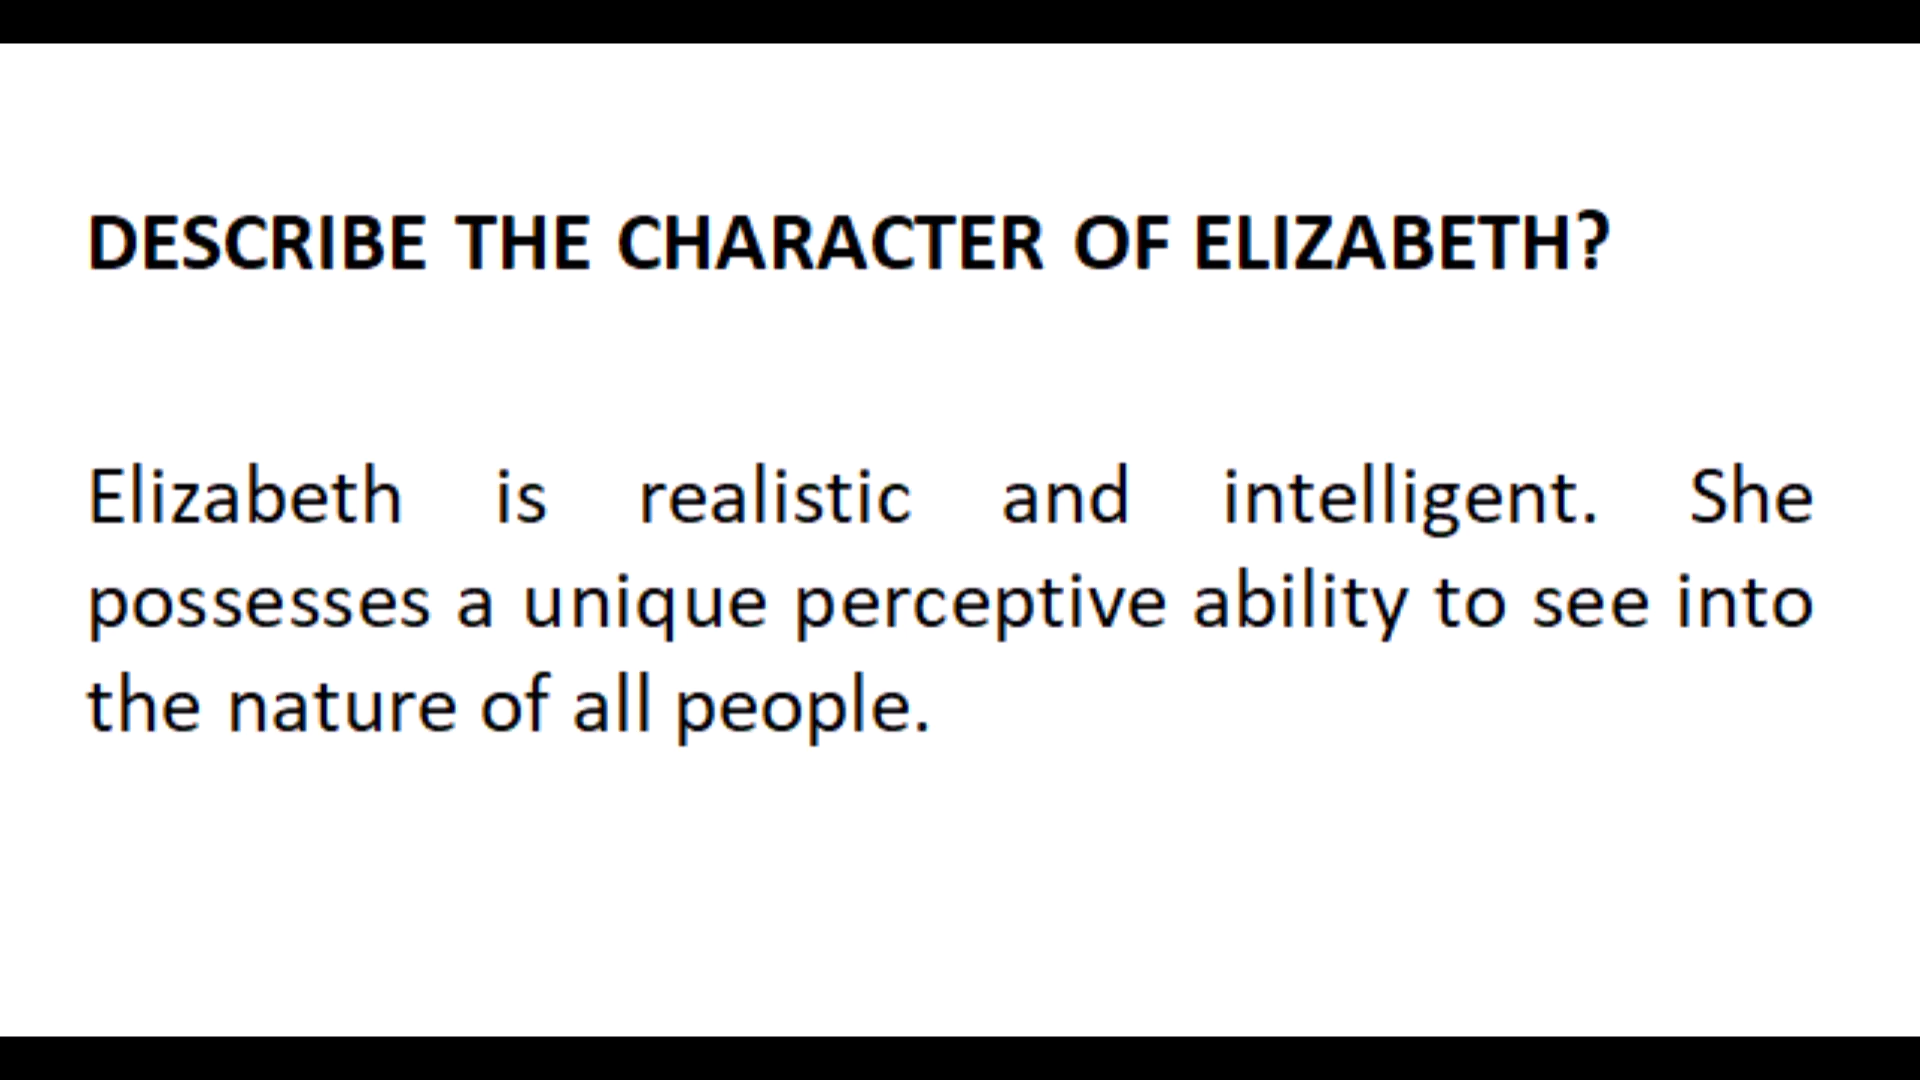 DESCRIBE THE CHARACTER OF ELIZABETH?
Elizabeth is realistic and intelligent. She
possesses a unique perceptive ability to see into
the nature of all people.